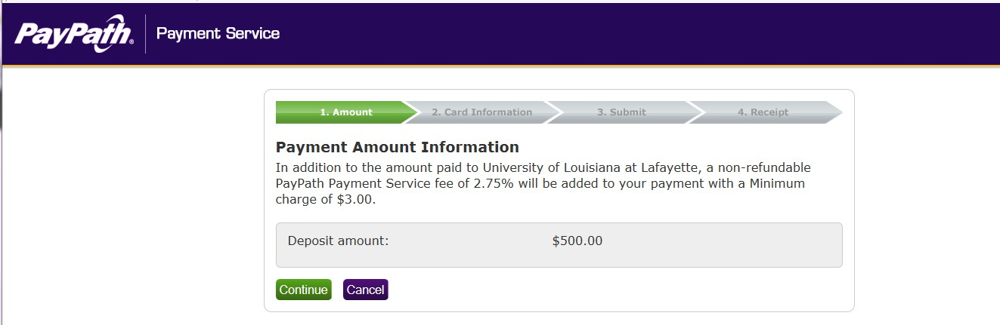 PayPath® Payment Service
1. Amount 2. Card Information 3. Submit 4. Receipt
Payment Amount Information
In addition to the amount paid to University of Louisiana at Lafayette, a non-refundable
PayPath Payment Service fee of 2.75% will be added to your payment with a Minimum
charge of $3.00.
Deposit amount: $500.00
Continue Cancel